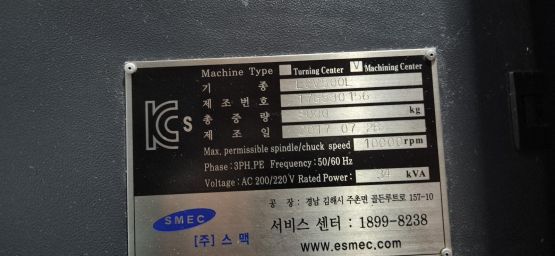 Machine Type Turning Center V Machining Center
기 종
제 조 번 호
총 중 량 kg
제 조 일 2017.07
Max. permissible spindle/chuck speed 10000 rpm
Phase : 3PH.PE Frequency : 50/60 Hz
Voltage : AC 200/220 V Rated Power : 34 kVA
KCs
SMEC
[주] 스 맥
공 장 : 경남 김해시 주촌면 골든루트로 157-10
서비스 센터 : 1899-8238
www.esmec.com